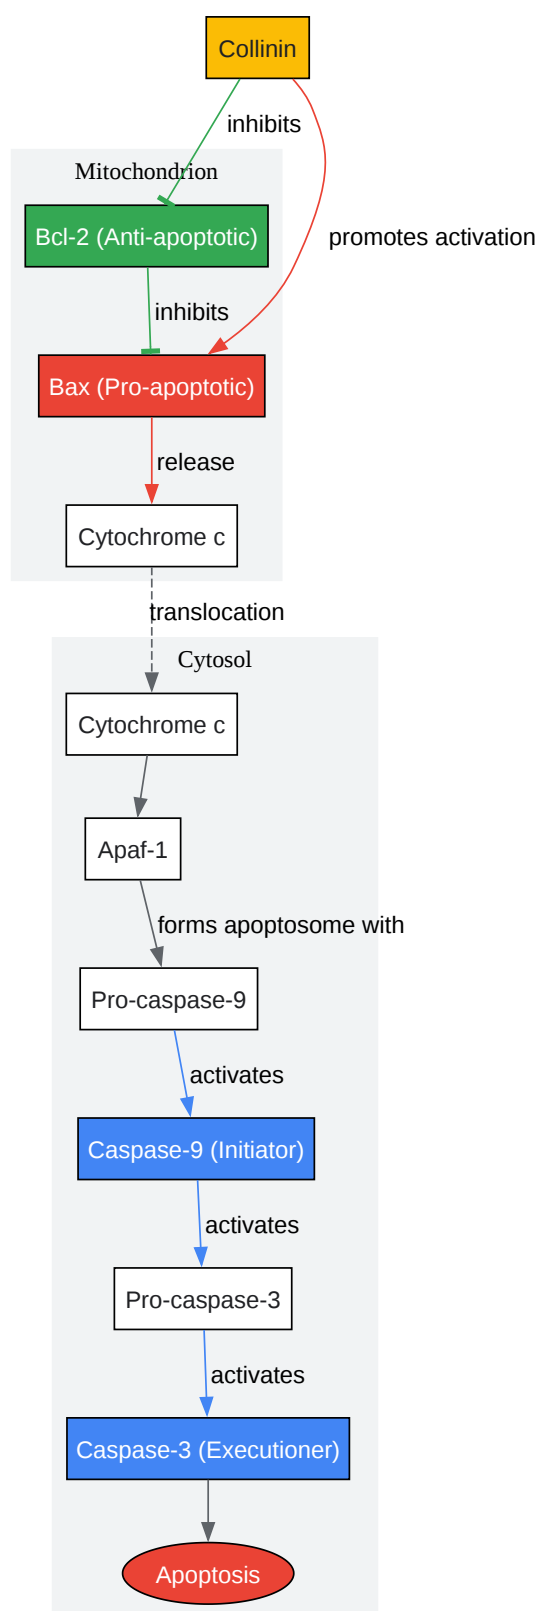 Collinin
inhibits
Mitochondrion
Bcl-2 (Anti-apoptotic)
promotes activation
inhibits
Bax (Pro-apoptotic)
release
Cytochrome c
translocation
Cytosol
Cytochrome c
Apaf-1
forms apoptosome with
Pro-caspase-9
activates
Caspase-9 (Initiator)
activates
Pro-caspase-3
activates
Caspase-3 (Executioner)
Apoptosis